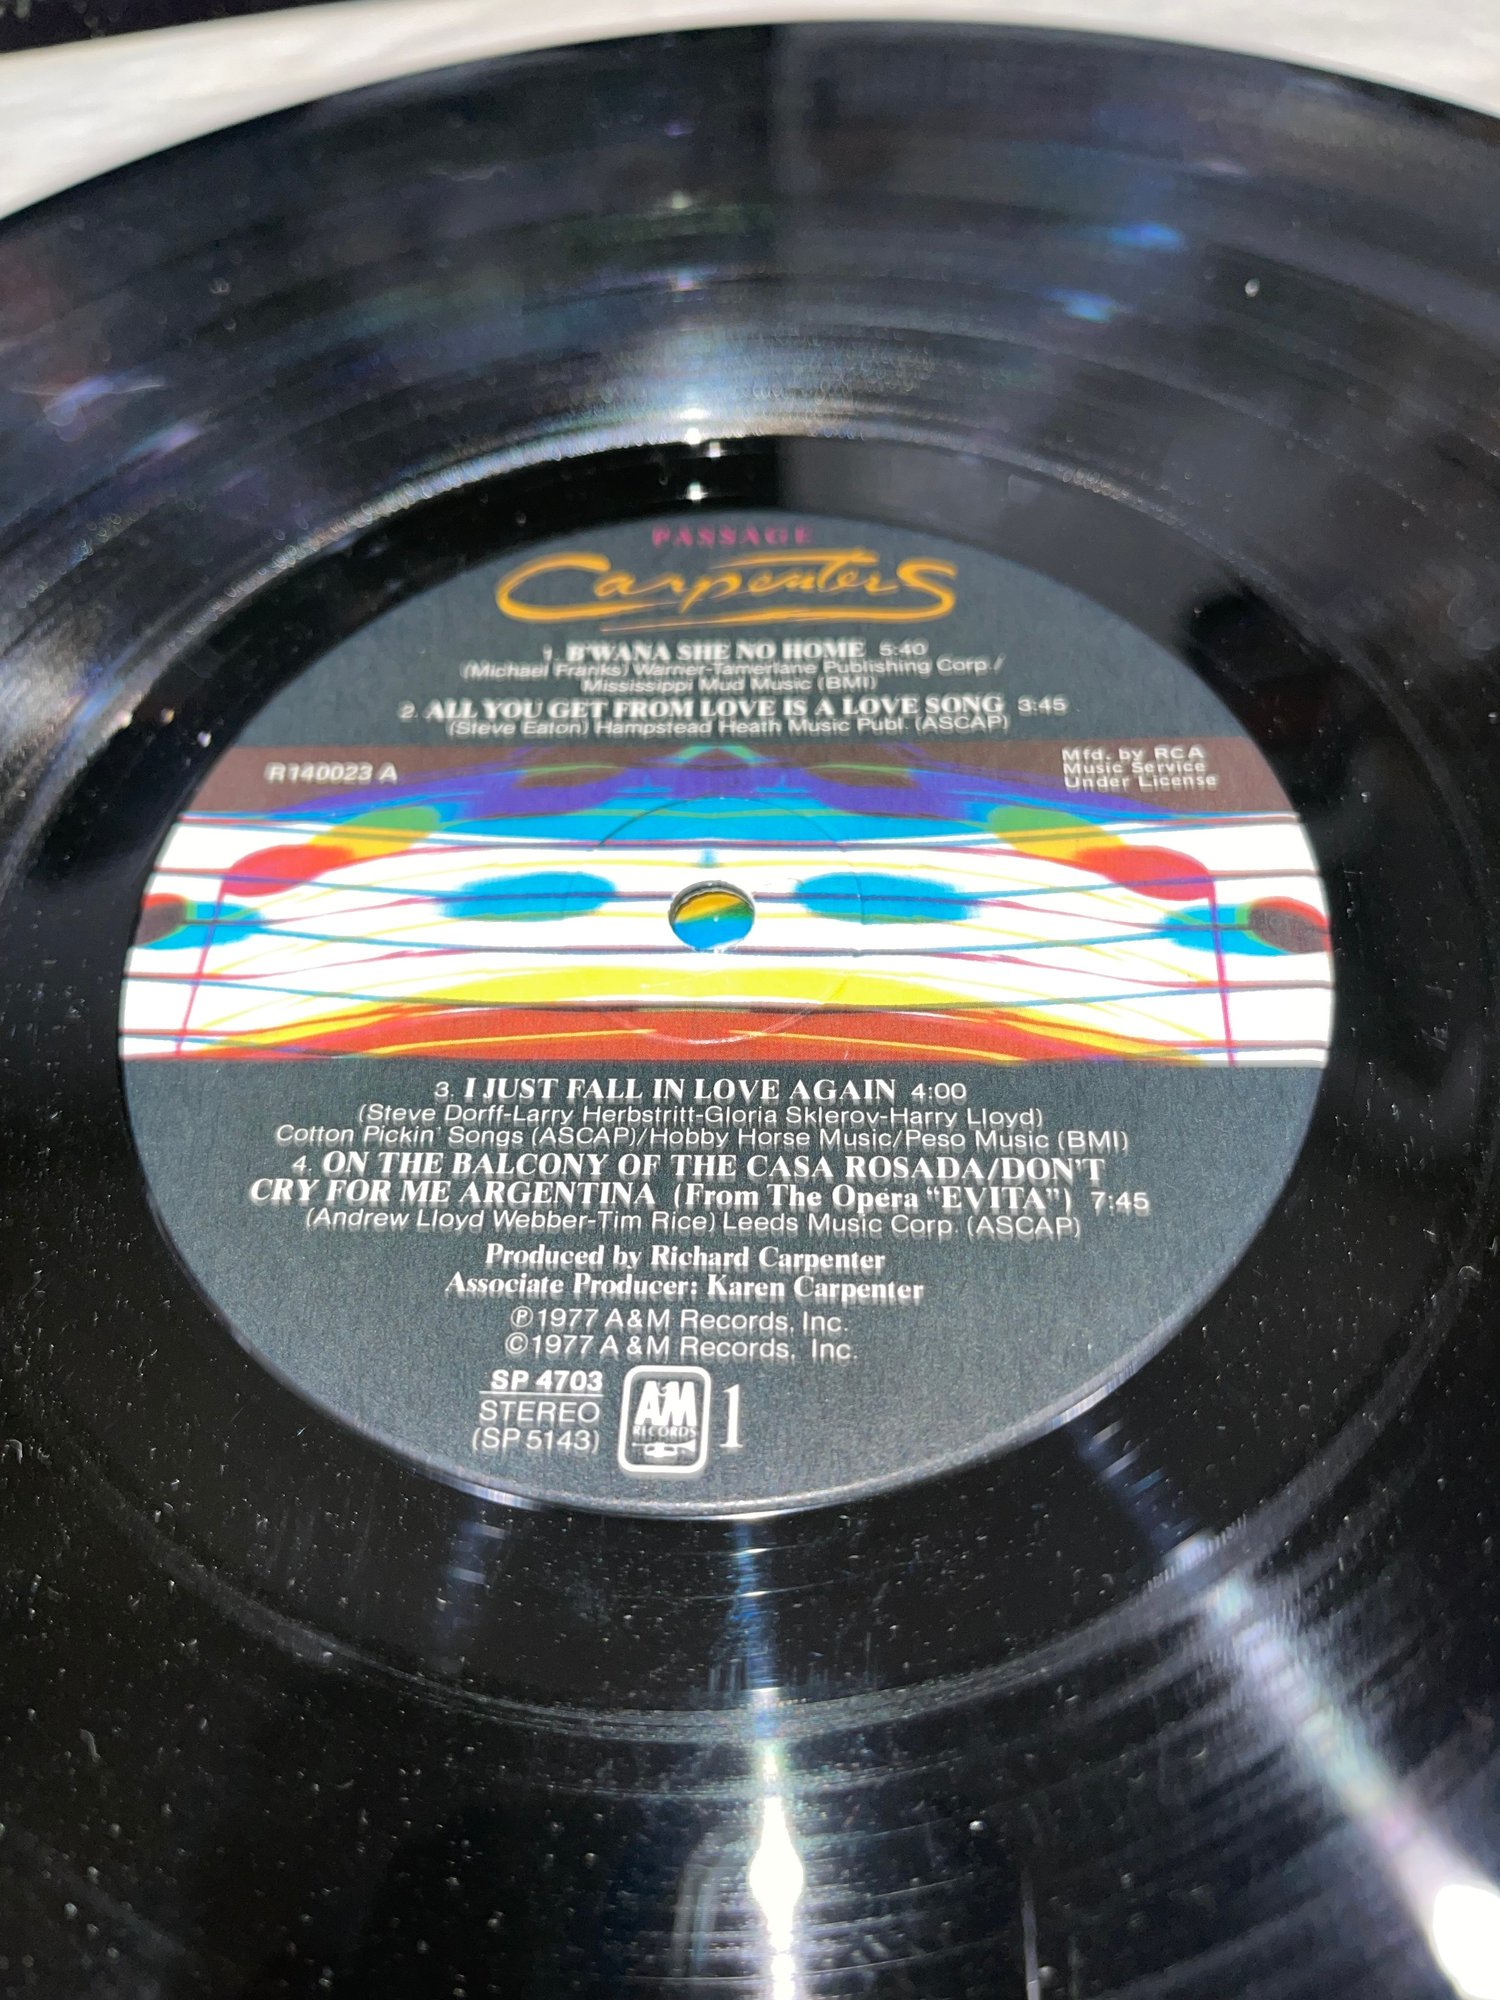 PASSAGE
Carpenters
1. B'WANA SHE NO HOME 5:40
(Michael Franks) Warner-Tamerlane Publishing Corp./
Mississippi Mud Music (BMI)
2. ALL YOU GET FROM LOVE IS A LOVE SONG 3:45
(Steve Eaton) Hampstead Heath Music Publ. (ASCAP)
R140023 A
Mfd. by RCA
Music Service
Under License
3. I JUST FALL IN LOVE AGAIN 4:00
(Steve Dorff-Larry Herbstritt-Gloria Sklerov-Harry Lloyd)
Cotton Pickin' Songs (ASCAP)/Hobby Horse Music/Peso Music (BMI)
4. ON THE BALCONY OF THE CASA ROSADA/DON'T
CRY FOR ME ARGENTINA (From The Opera "EVITA") 7:45
(Andrew Lloyd Webber-Tim Rice) Leeds Music Corp. (ASCAP)
Produced by Richard Carpenter
Associate Producer: Karen Carpenter
℗1977 A&M Records, Inc.
©1977 A&M Records, Inc.
SP 4703
STEREO
(SP 5143)
A&M
RECORDS
1